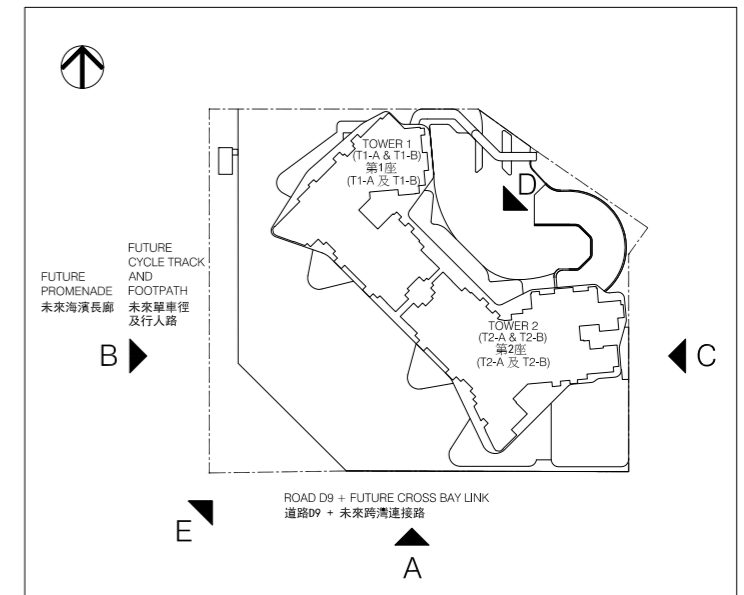 TOWER 1
(T1-A & T1-B)
第1座
(T1-A 及 T1-B)
D
FUTURE
PROMENADE
未來海濱長廊
FUTURE
CYCLE TRACK
AND
FOOTPATH
未來單車徑
及行人路
B
TOWER 2
(T2-A & T2-B)
第2座
(T2-A 及 T2-B)
C
ROAD D9 + FUTURE CROSS BAY LINK
道路D9 + 未來跨灣連接路
E
A